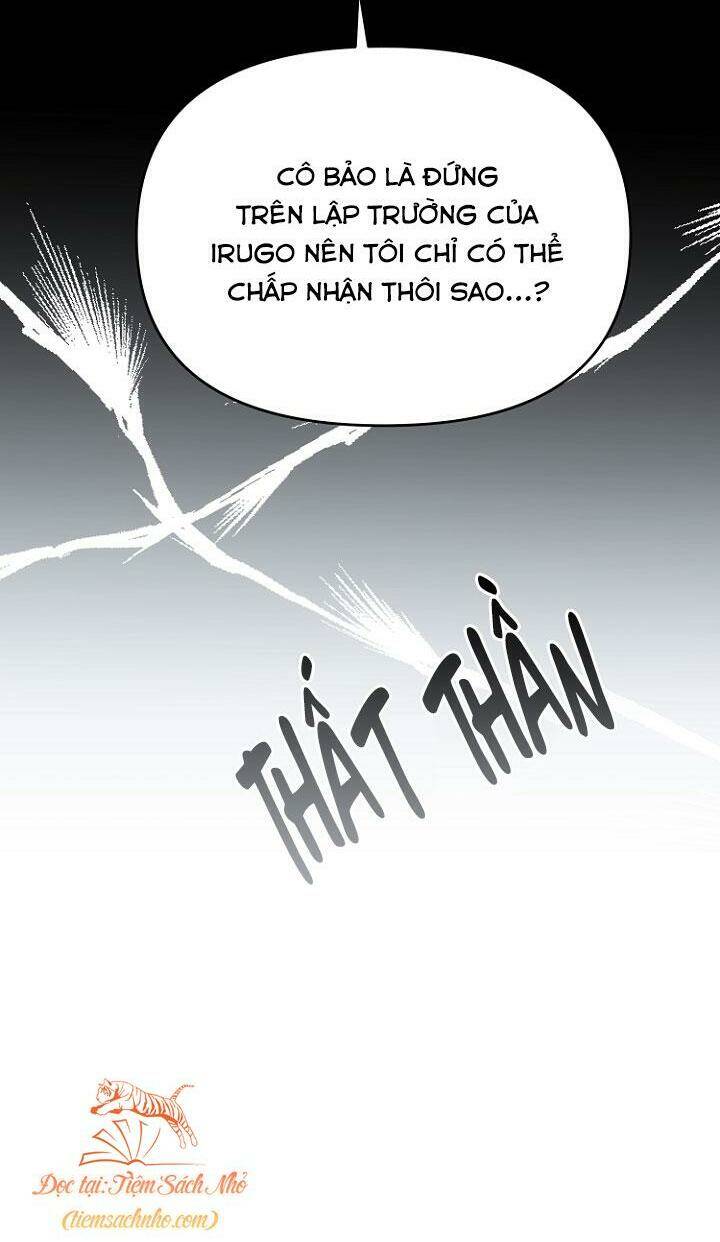 CÔ BẢO LÀ ĐỨNG
TRÊN LẬP TRƯỜNG CỦA
IRUGO NÊN TÔI CHỈ CÓ THỂ
CHẤP NHẬN THÔI SAO...?
THẤT THẦN
Đọc tại: Tiệm Sách Nhỏ
(tiemsachnho.com)